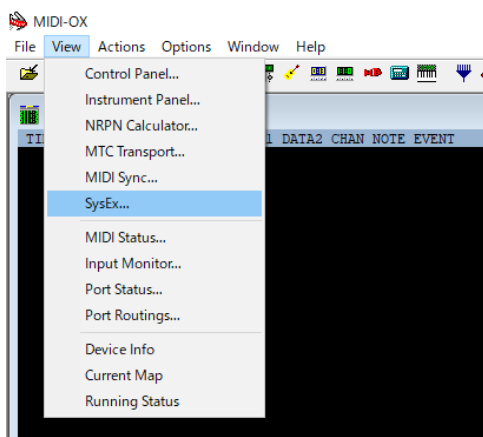 MIDI-OX
File View Actions Options Window Help
Control Panel...
Instrument Panel...
NRPN Calculator...
MTC Transport...
MIDI Sync...
SysEx...
MIDI Status...
Input Monitor...
Port Status...
Port Routings...
Device Info
Current Map
Running Status
1 DATA2 CHAN NOTE EVENT